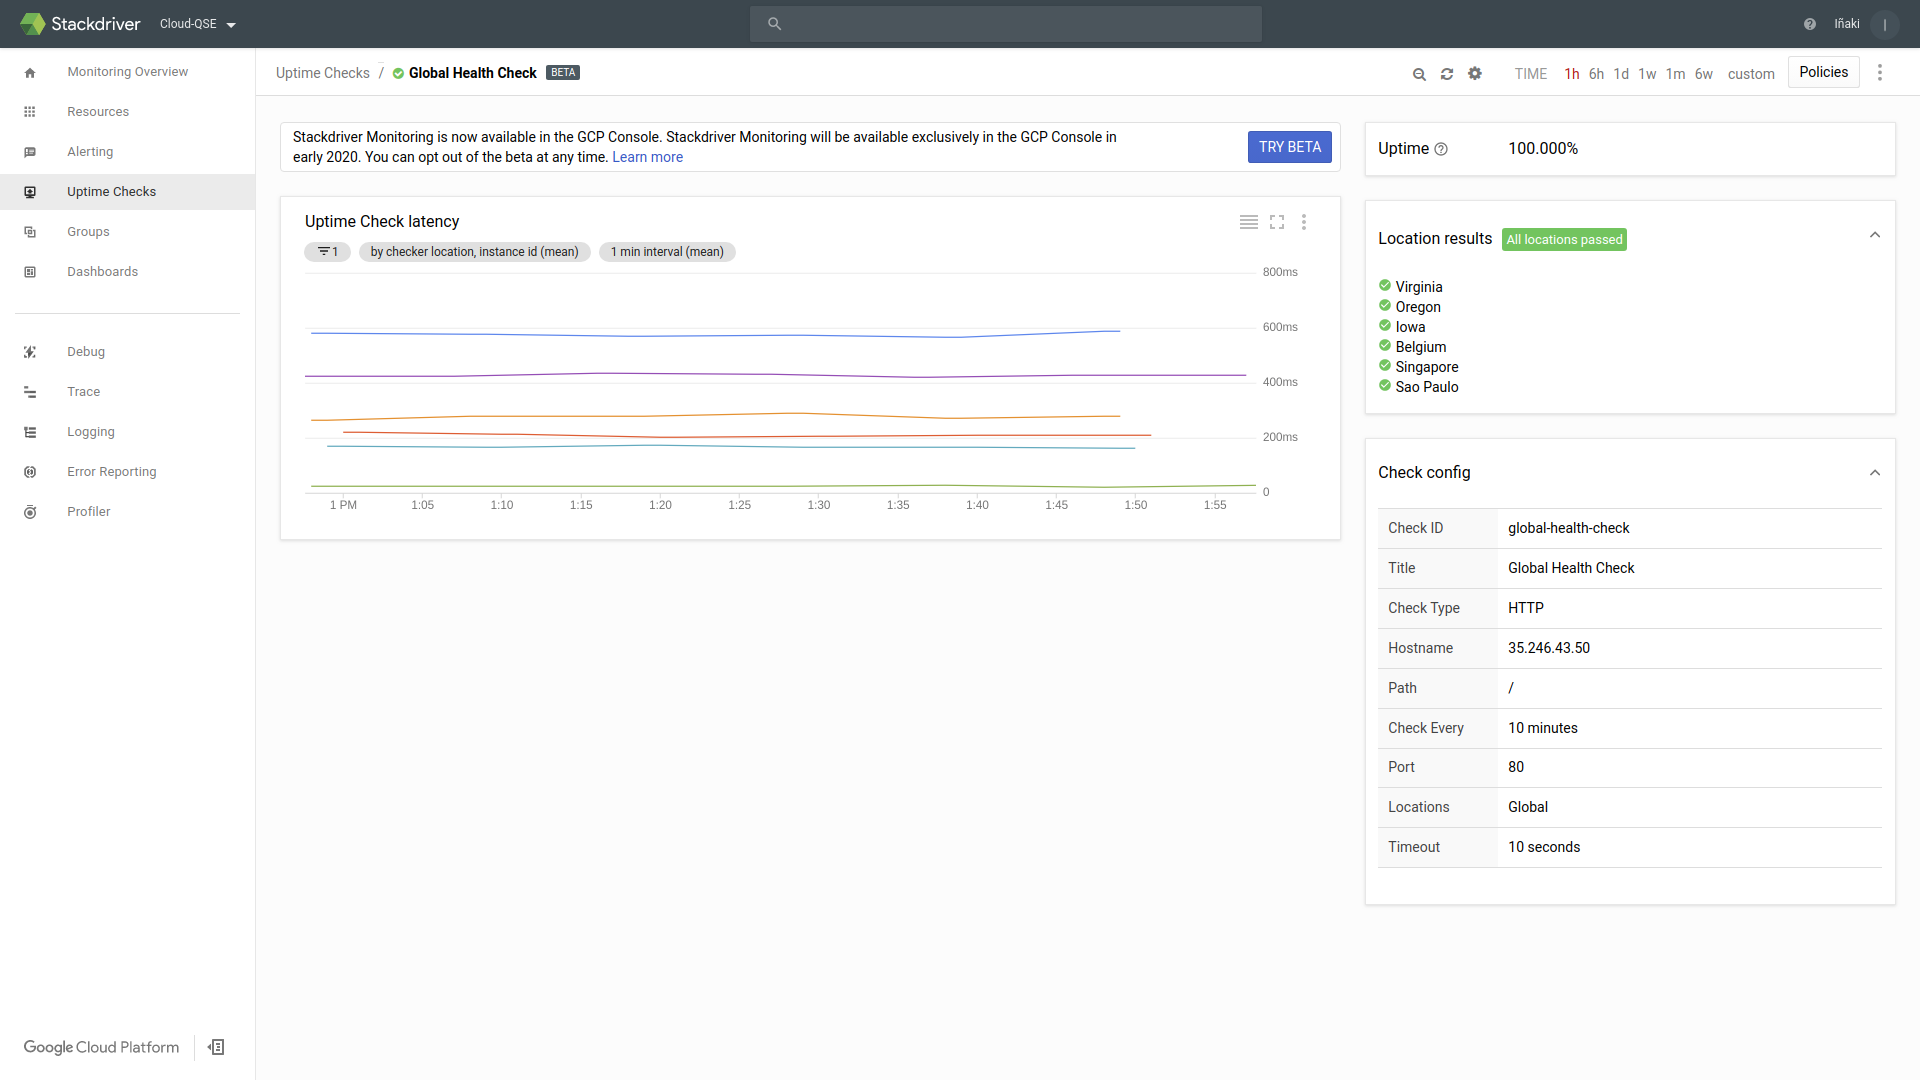 Stackdriver
Cloud-QSE
Iñaki
I
Monitoring Overview
Resources
Alerting
Uptime Checks
Groups
Dashboards
Debug
Trace
Logging
Error Reporting
Profiler
Google Cloud Platform
Uptime Checks / Global Health Check BETA
TIME 1h 6h 1d 1w 1m 6w custom Policies
Stackdriver Monitoring is now available in the GCP Console. Stackdriver Monitoring will be available exclusively in the GCP Console in
early 2020. You can opt out of the beta at any time. Learn more
TRY BETA
Uptime Check latency
1 by checker location, instance id (mean) 1 min interval (mean)
800ms
600ms
400ms
200ms
0
1 PM 1:05 1:10 1:15 1:20 1:25 1:30 1:35 1:40 1:45 1:50 1:55
Uptime 100.000%
Location results All locations passed
Virginia
Oregon
Iowa
Belgium
Singapore
Sao Paulo
Check config
Check ID global-health-check
Title Global Health Check
Check Type HTTP
Hostname 35.246.43.50
Path /
Check Every 10 minutes
Port 80
Locations Global
Timeout 10 seconds